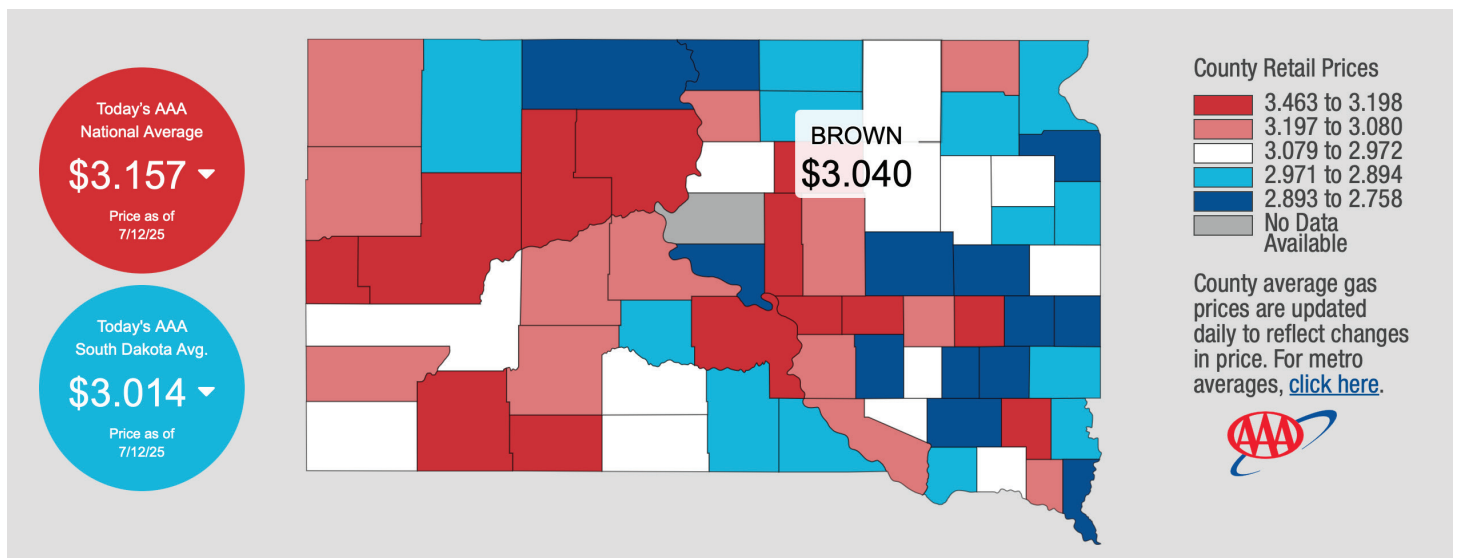 Today's AAA
National Average
$3.157
Price as of
7/12/25
Today's AAA
South Dakota Avg.
$3.014
Price as of
7/12/25
BROWN
$3.040
County Retail Prices
3.463 to 3.198
3.197 to 3.080
3.079 to 2.972
2.971 to 2.894
2.893 to 2.758
No Data
Available
County average gas
prices are updated
daily to reflect changes
in price. For metro
averages, click here.
AAA